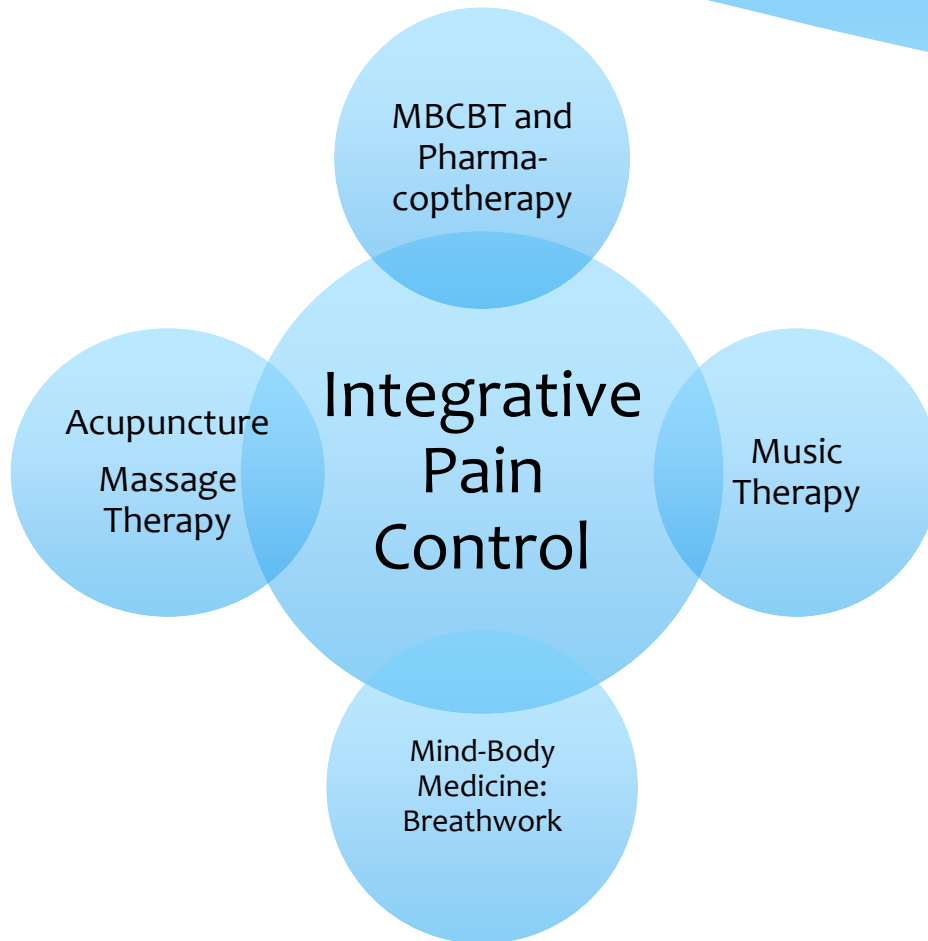 MBCBT and
Pharma-
coptherapy
Integrative
Pain
Control
Acupuncture
Massage
Therapy
Music
Therapy
Mind-Body
Medicine:
Breathwork